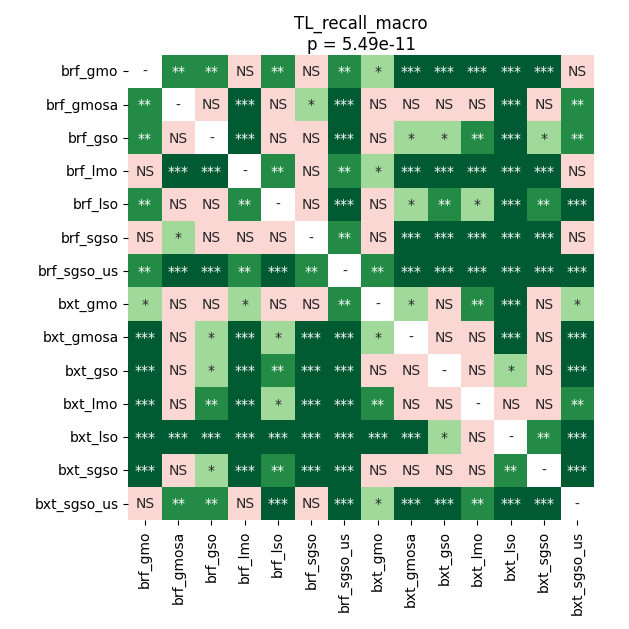 TL_recall_macro
p = 5.49e-11
brf_gmo - ** ** NS ** NS ** * *** *** *** *** *** NS
brf_gmosa ** - NS *** NS * *** NS NS NS NS *** NS **
brf_gso ** NS - *** NS NS *** NS * * ** *** * **
brf_lmo NS *** *** - ** NS ** * *** *** *** *** *** NS
brf_lso ** NS NS ** - NS *** NS * ** * *** ** ***
brf_sgso NS * NS NS NS - ** NS *** *** *** *** *** NS
brf_sgso_us ** *** *** ** *** ** - ** *** *** *** *** *** ***
bxt_gmo * NS NS * NS NS ** - * NS ** *** NS *
bxt_gmosa *** NS * *** * *** *** * - NS NS *** NS ***
bxt_gso *** NS * *** ** *** *** NS NS - NS * NS ***
bxt_lmo *** NS ** *** * *** *** ** NS NS - NS NS **
bxt_lso *** *** *** *** *** *** *** *** *** * NS - ** ***
bxt_sgso *** NS * *** ** *** *** NS NS NS NS ** - ***
bxt_sgso_us NS ** ** NS *** NS *** * *** *** ** *** *** -
brf_gmo brf_gmosa brf_gso brf_lmo brf_lso brf_sgso brf_sgso_us bxt_gmo bxt_gmosa bxt_gso bxt_lmo bxt_lso bxt_sgso bxt_sgso_us